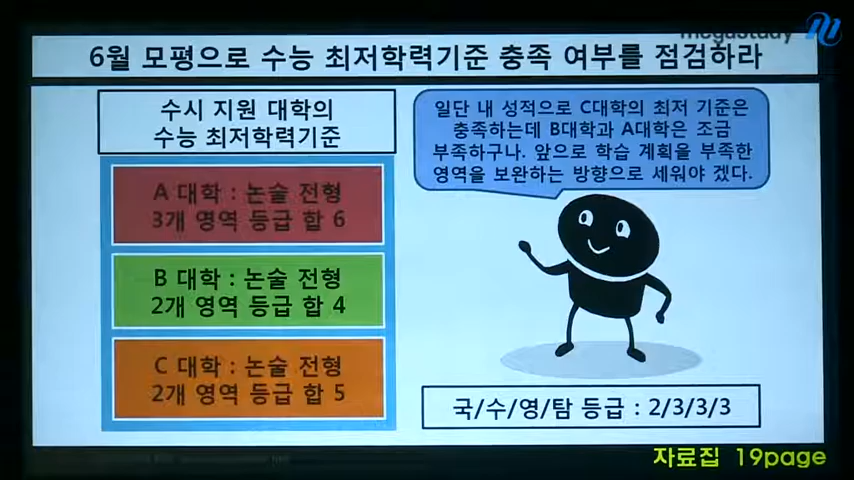 megastudy
6월 모평으로 수능 최저학력기준 충족 여부를 점검하라
수시 지원 대학의
수능 최저학력기준
A 대학 : 논술 전형
3개 영역 등급 합 6
B 대학 : 논술 전형
2개 영역 등급 합 4
C 대학 : 논술 전형
2개 영역 등급 합 5
일단 내 성적으로 C대학의 최저 기준은
충족하는데 B대학과 A대학은 조금
부족하구나. 앞으로 학습 계획을 부족한
영역을 보완하는 방향으로 세워야 겠다.
국/수/영/탐 등급 : 2/3/3/3
자료집 19page